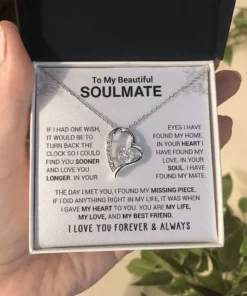 To My Beautiful
SOULMATE
IF I HAD ONE WISH,
IT WOULD BE TO
TURN BACK THE
CLOCK SO I COULD
FIND YOU SOONER
AND LOVE YOU
LONGER. IN YOUR
EYES I HAVE
FOUND MY HOME.
IN YOUR HEART I
HAVE FOUND MY
LOVE. IN YOUR
SOUL, I HAVE
FOUND MY MATE.
THE DAY I MET YOU, I FOUND MY MISSING PIECE.
IF I DID ANYTHING RIGHT IN MY LIFE, IT WAS WHEN
I GAVE MY HEART TO YOU. YOU ARE MY LIFE,
MY LOVE, AND MY BEST FRIEND.
I LOVE YOU FOREVER & ALWAYS